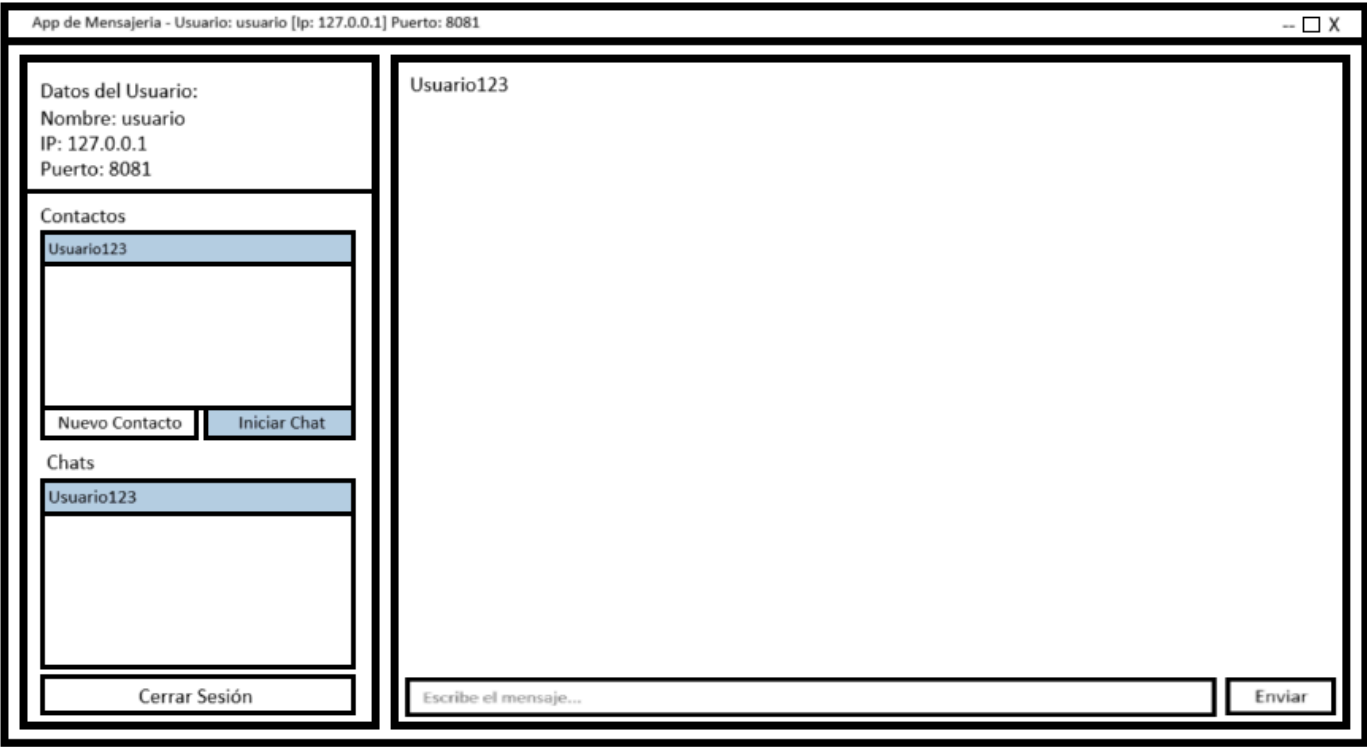 App de Mensajeria - Usuario: usuario [Ip: 127.0.0.1] Puerto: 8081
-- X
Datos del Usuario:
Nombre: usuario
IP: 127.0.0.1
Puerto: 8081
Contactos
Usuario123
Nuevo Contacto
Iniciar Chat
Chats
Usuario123
Cerrar Sesión
Usuario123
Escribe el mensaje...
Enviar